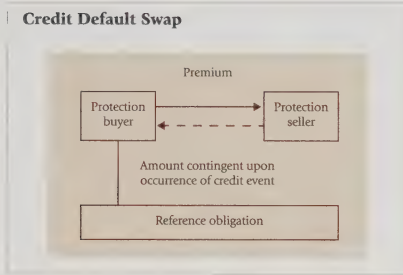 Credit Default Swap
Premium
Protection
buyer
Protection
seller
Amount contingent upon
occurrence of credit event
Reference obligation